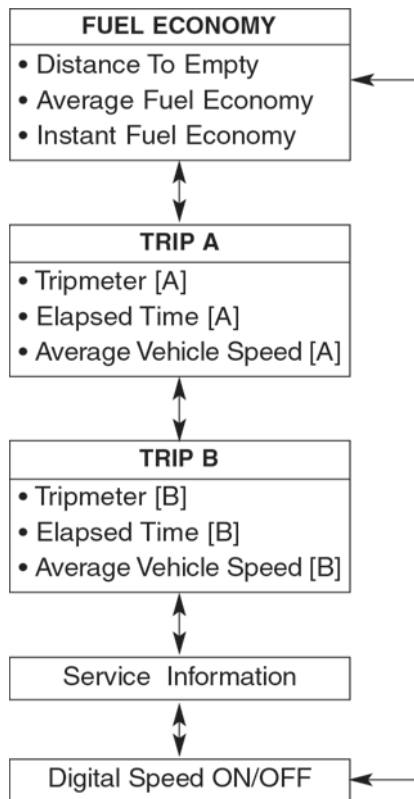 FUEL ECONOMY
• Distance To Empty
• Average Fuel Economy
• Instant Fuel Economy
TRIP A
• Tripmeter [A]
• Elapsed Time [A]
• Average Vehicle Speed [A]
TRIP B
• Tripmeter [B]
• Elapsed Time [B]
• Average Vehicle Speed [B]
Service Information
Digital Speed ON/OFF